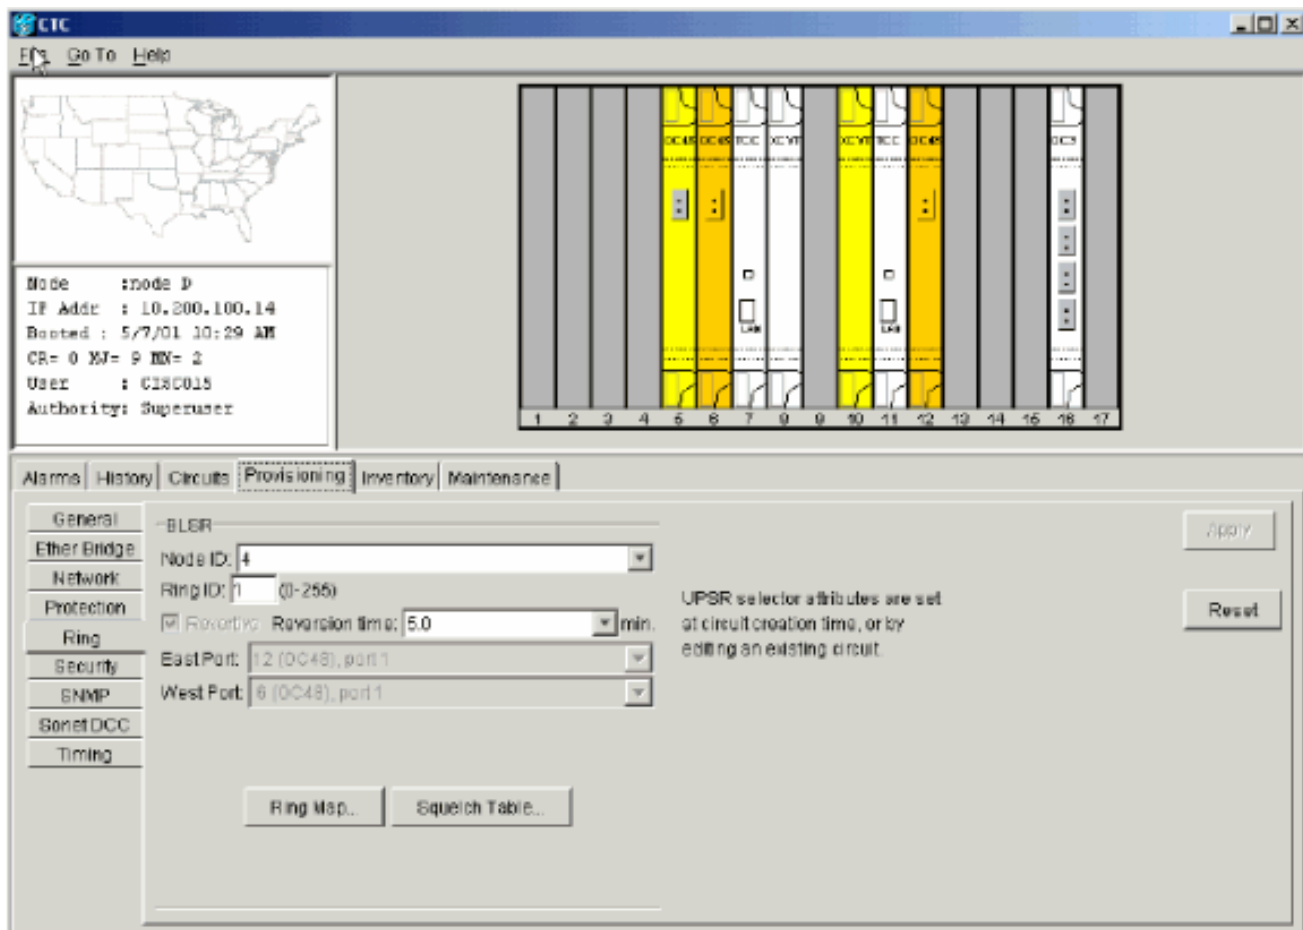 CTC
File Go To Help
OC48 OC48 TCC XCVT XCVT TCC OC48 OC3
LAN LAN
1 2 3 4 5 6 7 8 9 10 11 12 13 14 15 16 17
Node :node D
IP Addr : 10.200.100.14
Booted : 5/7/01 10:29 AM
CR= 0 MJ= 9 MN= 2
User : CISCO15
Authority: Superuser
Alarms History Circuits Provisioning Inventory Maintenance
General
Ether Bridge
Network
Protection
Ring
Security
SNMP
Sonet DCC
Timing
BLSR
Node ID: 4
Ring ID: 1 (0-255)
Revertive Reversion time: 5.0 min.
East Port: 12 (OC48), port 1
West Port: 6 (OC48), port 1
Ring Map... Squelch Table...
UPSR selector attributes are set
at circuit creation time, or by
editing an existing circuit.
Apply
Reset